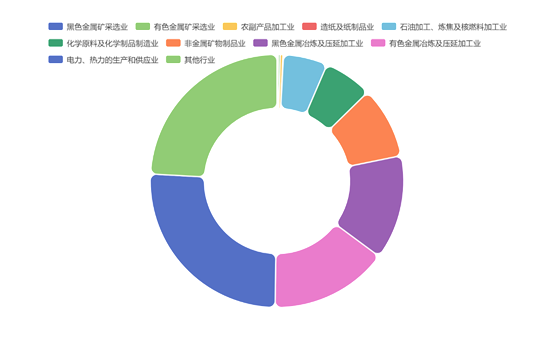 黑色金属矿采选业 有色金属矿采选业 农副产品加工业 造纸及纸制品业 石油加工、炼焦及核燃料加工业
化学原料及化学制品制造业 非金属矿物制品业 黑色金属冶炼及压延加工业 有色金属冶炼及压延加工业
电力、热力的生产和供应业 其他行业